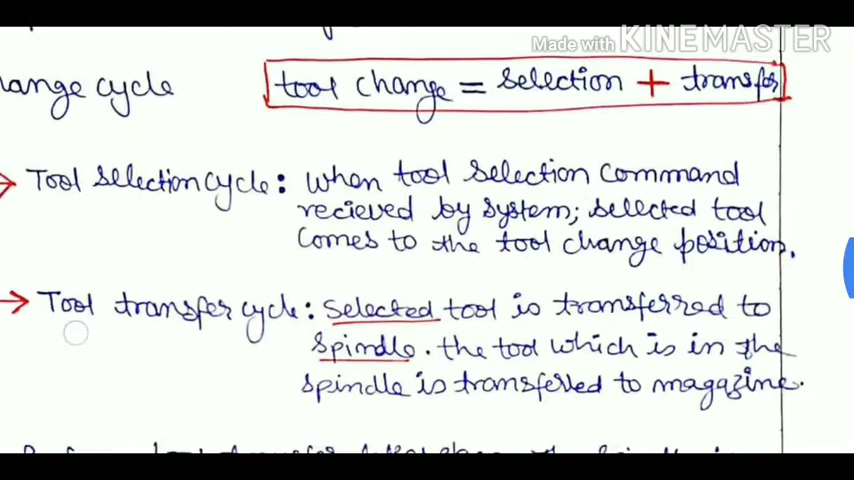 Made with KINEMASTER
hange cycle
tool change = selection + transfer
Tool selection cycle: when tool selection command
recieved by system; selected tool
comes to the tool change position.
Tool transfer cycle: selected tool is transferred to
spindle. the tool which is in the
spindle is transferred to magazine.